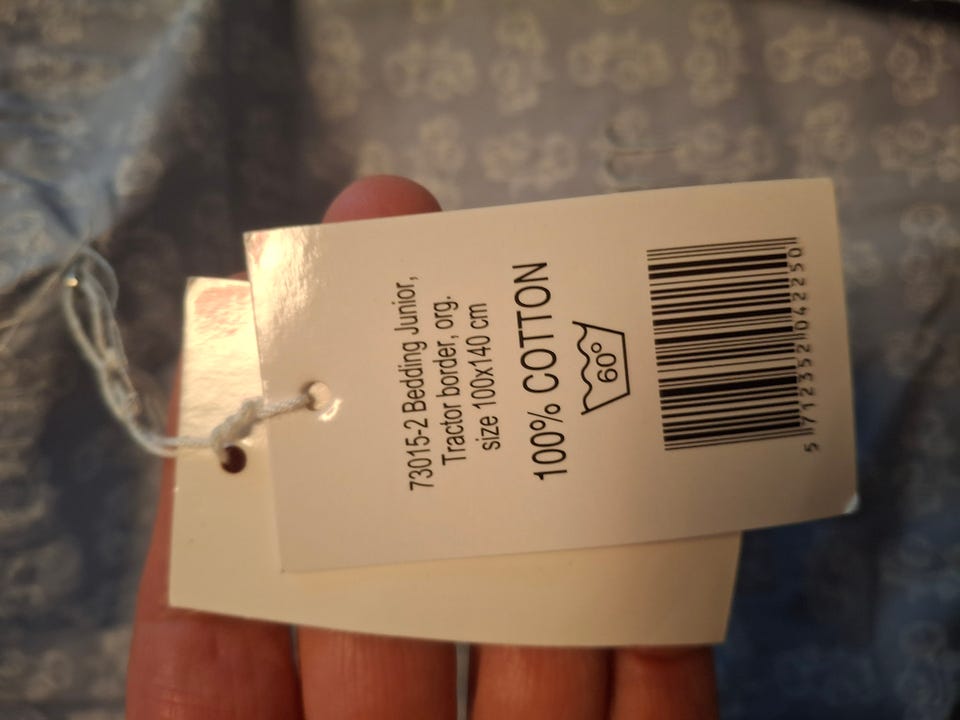 73015-2 Bedding Junior,
Tractor border, org.
size 100x140 cm
100% COTTON
60°
5 712352 042250